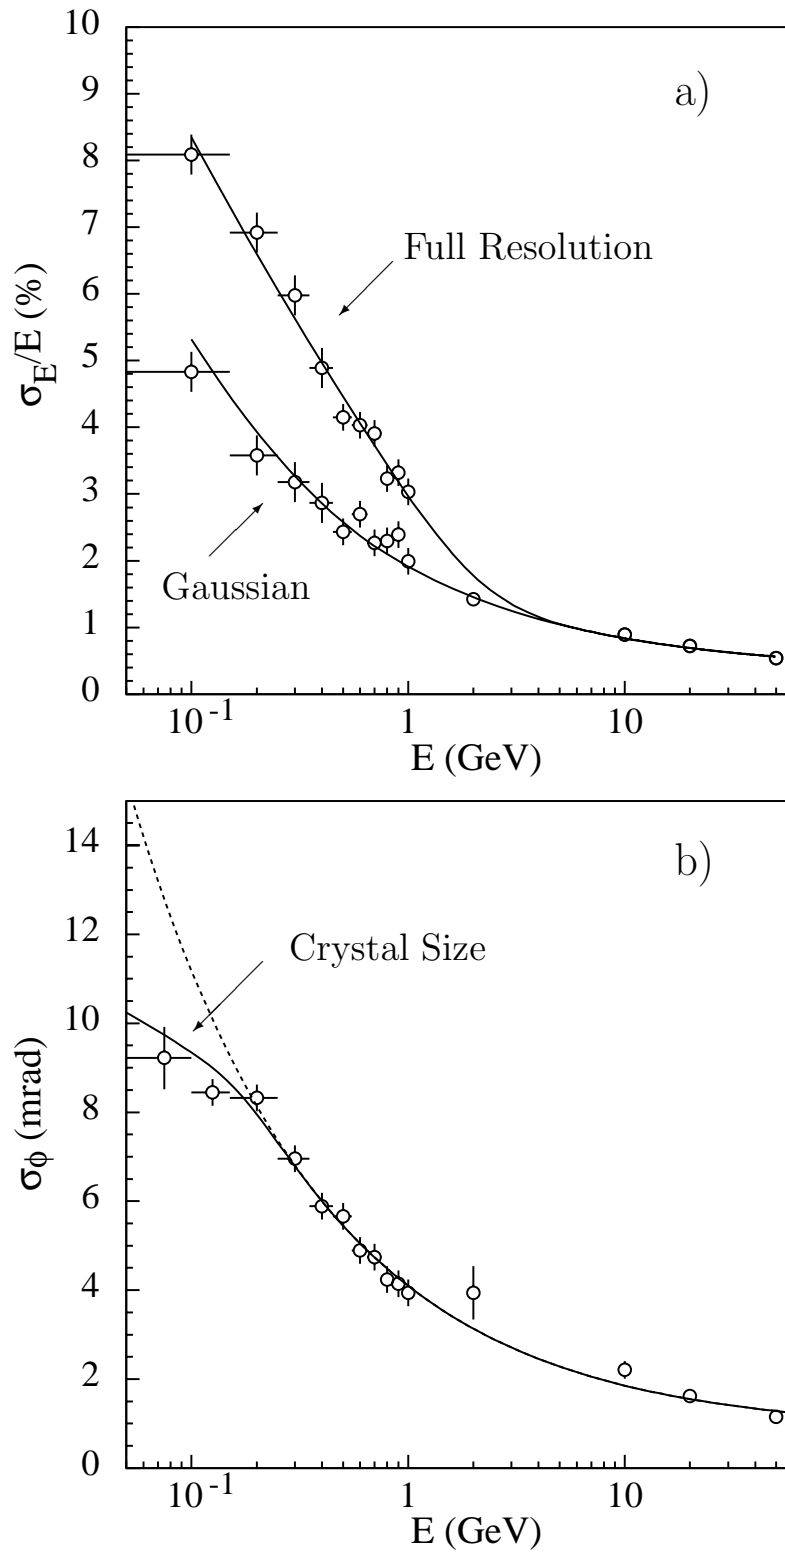 10
9
a)
8
7
Full Resolution
6
σ_E/E (%)
5
4
3
2
Gaussian
1
0
10^-1 1 10
E (GeV)
14
b)
12
Crystal Size
10
8
σ_ϕ (mrad)
6
4
2
0
10^-1 1 10
E (GeV)